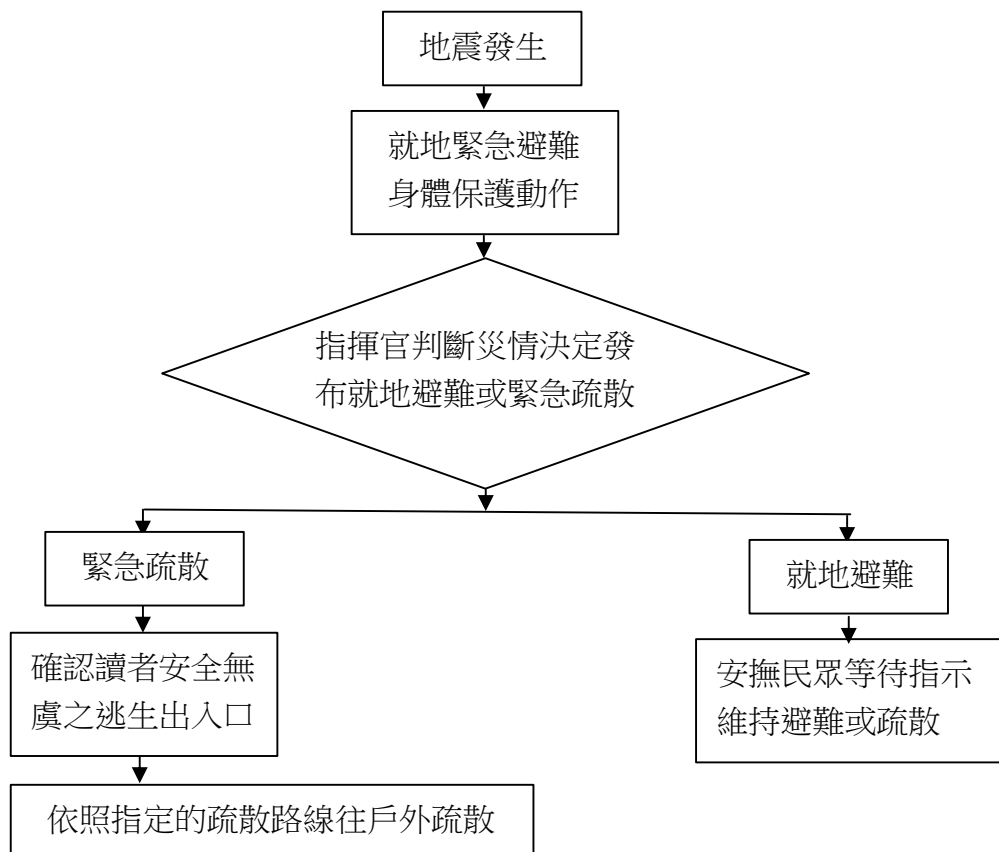 地震發生
就地緊急避難
身體保護動作
指揮官判斷災情決定發
布就地避難或緊急疏散
緊急疏散
就地避難
確認讀者安全無
虞之逃生出入口
安撫民眾等待指示
維持避難或疏散
依照指定的疏散路線往戶外疏散